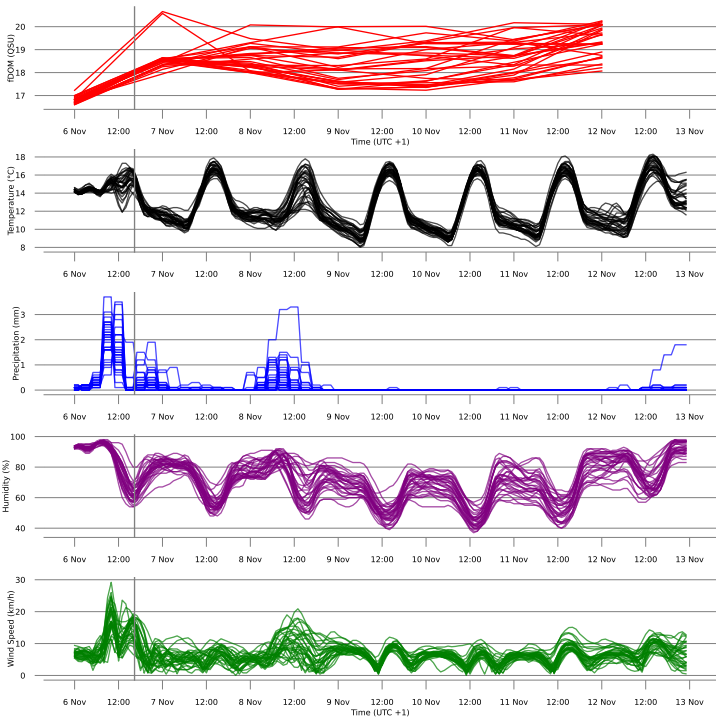 fDOM (QSU)
20
19
18
17
6 Nov 12:00 7 Nov 12:00 8 Nov 12:00 9 Nov 12:00 10 Nov 12:00 11 Nov 12:00 12 Nov 12:00 13 Nov
Time (UTC +1)
Temperature (°C)
18
16
14
12
10
8
6 Nov 12:00 7 Nov 12:00 8 Nov 12:00 9 Nov 12:00 10 Nov 12:00 11 Nov 12:00 12 Nov 12:00 13 Nov
Precipitation (mm)
3
2
1
0
6 Nov 12:00 7 Nov 12:00 8 Nov 12:00 9 Nov 12:00 10 Nov 12:00 11 Nov 12:00 12 Nov 12:00 13 Nov
Humidity (%)
100
80
60
40
6 Nov 12:00 7 Nov 12:00 8 Nov 12:00 9 Nov 12:00 10 Nov 12:00 11 Nov 12:00 12 Nov 12:00 13 Nov
Wind Speed (km/h)
30
20
10
0
6 Nov 12:00 7 Nov 12:00 8 Nov 12:00 9 Nov 12:00 10 Nov 12:00 11 Nov 12:00 12 Nov 12:00 13 Nov
Time (UTC +1)